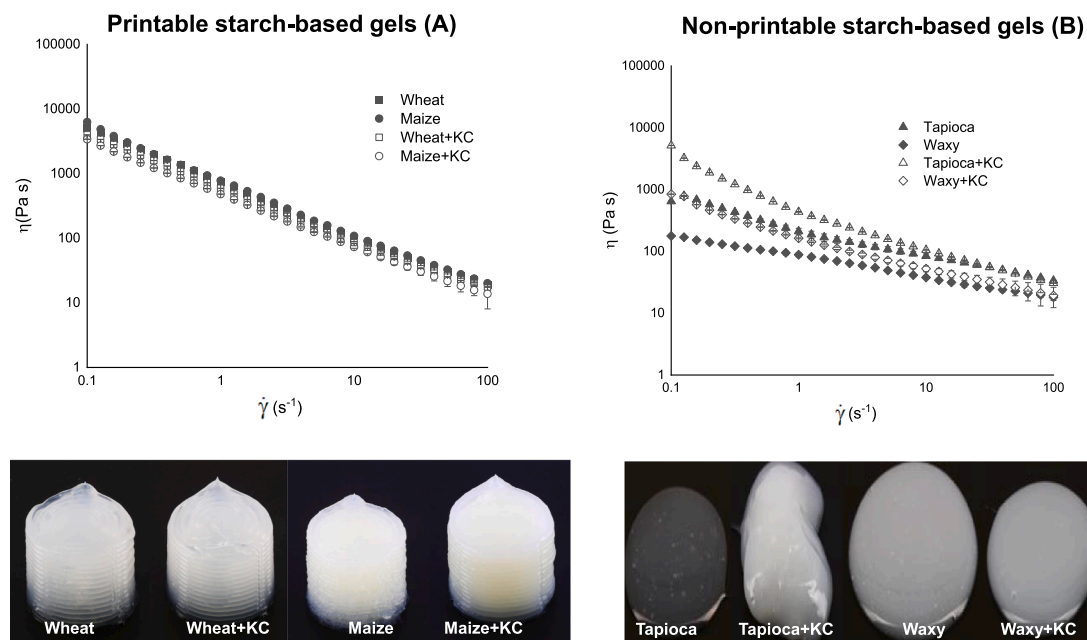 Printable starch-based gels (A)
100000
10000
1000
100
10
1
η(Pa s)
Wheat
Maize
Wheat+KC
Maize+KC
0.1 1 10 100
γ̇ (s⁻¹)
Non-printable starch-based gels (B)
100000
10000
1000
100
10
1
η (Pa s)
Tapioca
Waxy
Tapioca+KC
Waxy+KC
0.1 1 10 100
γ̇ (s⁻¹)
Wheat Wheat+KC Maize Maize+KC
Tapioca Tapioca+KC Waxy Waxy+KC